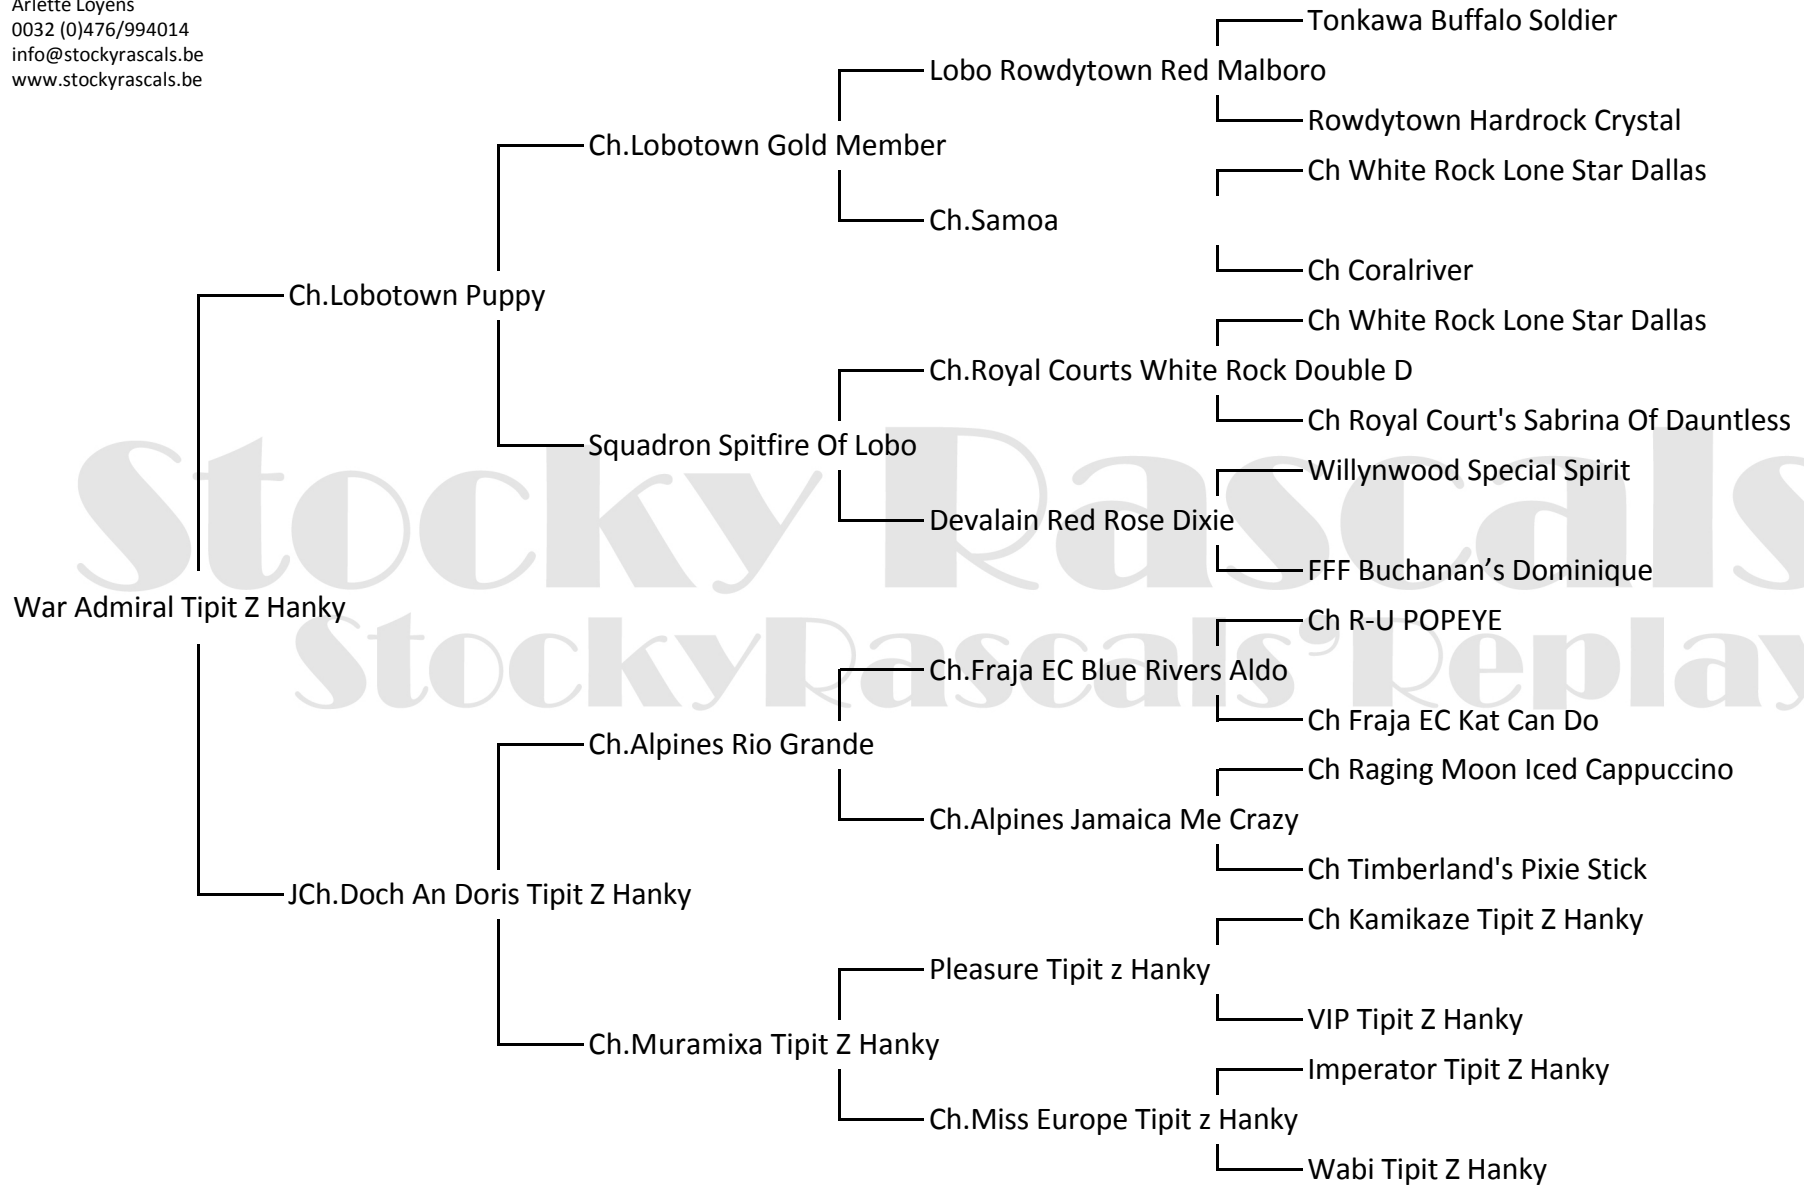 Arlette Loyens
0032 (0)476/994014
info@stockyrascals.be
www.stockyrascals.be
Tonkawa Buffalo Soldier
Lobo Rowdytown Red Malboro
Rowdytown Hardrock Crystal
Ch.Lobotown Gold Member
Ch White Rock Lone Star Dallas
Ch.Samoa
Ch Coralriver
Ch.Lobotown Puppy
Ch White Rock Lone Star Dallas
Ch.Royal Courts White Rock Double D
Ch Royal Court's Sabrina Of Dauntless
Squadron Spitfire Of Lobo
Willynwood Special Spirit
Devalain Red Rose Dixie
FFF Buchanan’s Dominique
Stocky Rascals
War Admiral Tipit Z Hanky
Ch R-U POPEYE
StockyRascals’ Replay
Ch.Fraja EC Blue Rivers Aldo
Ch Fraja EC Kat Can Do
Ch.Alpines Rio Grande
Ch Raging Moon Iced Cappuccino
Ch.Alpines Jamaica Me Crazy
Ch Timberland's Pixie Stick
JCh.Doch An Doris Tipit Z Hanky
Ch Kamikaze Tipit Z Hanky
Pleasure Tipit z Hanky
VIP Tipit Z Hanky
Ch.Muramixa Tipit Z Hanky
Imperator Tipit Z Hanky
Ch.Miss Europe Tipit z Hanky
Wabi Tipit Z Hanky